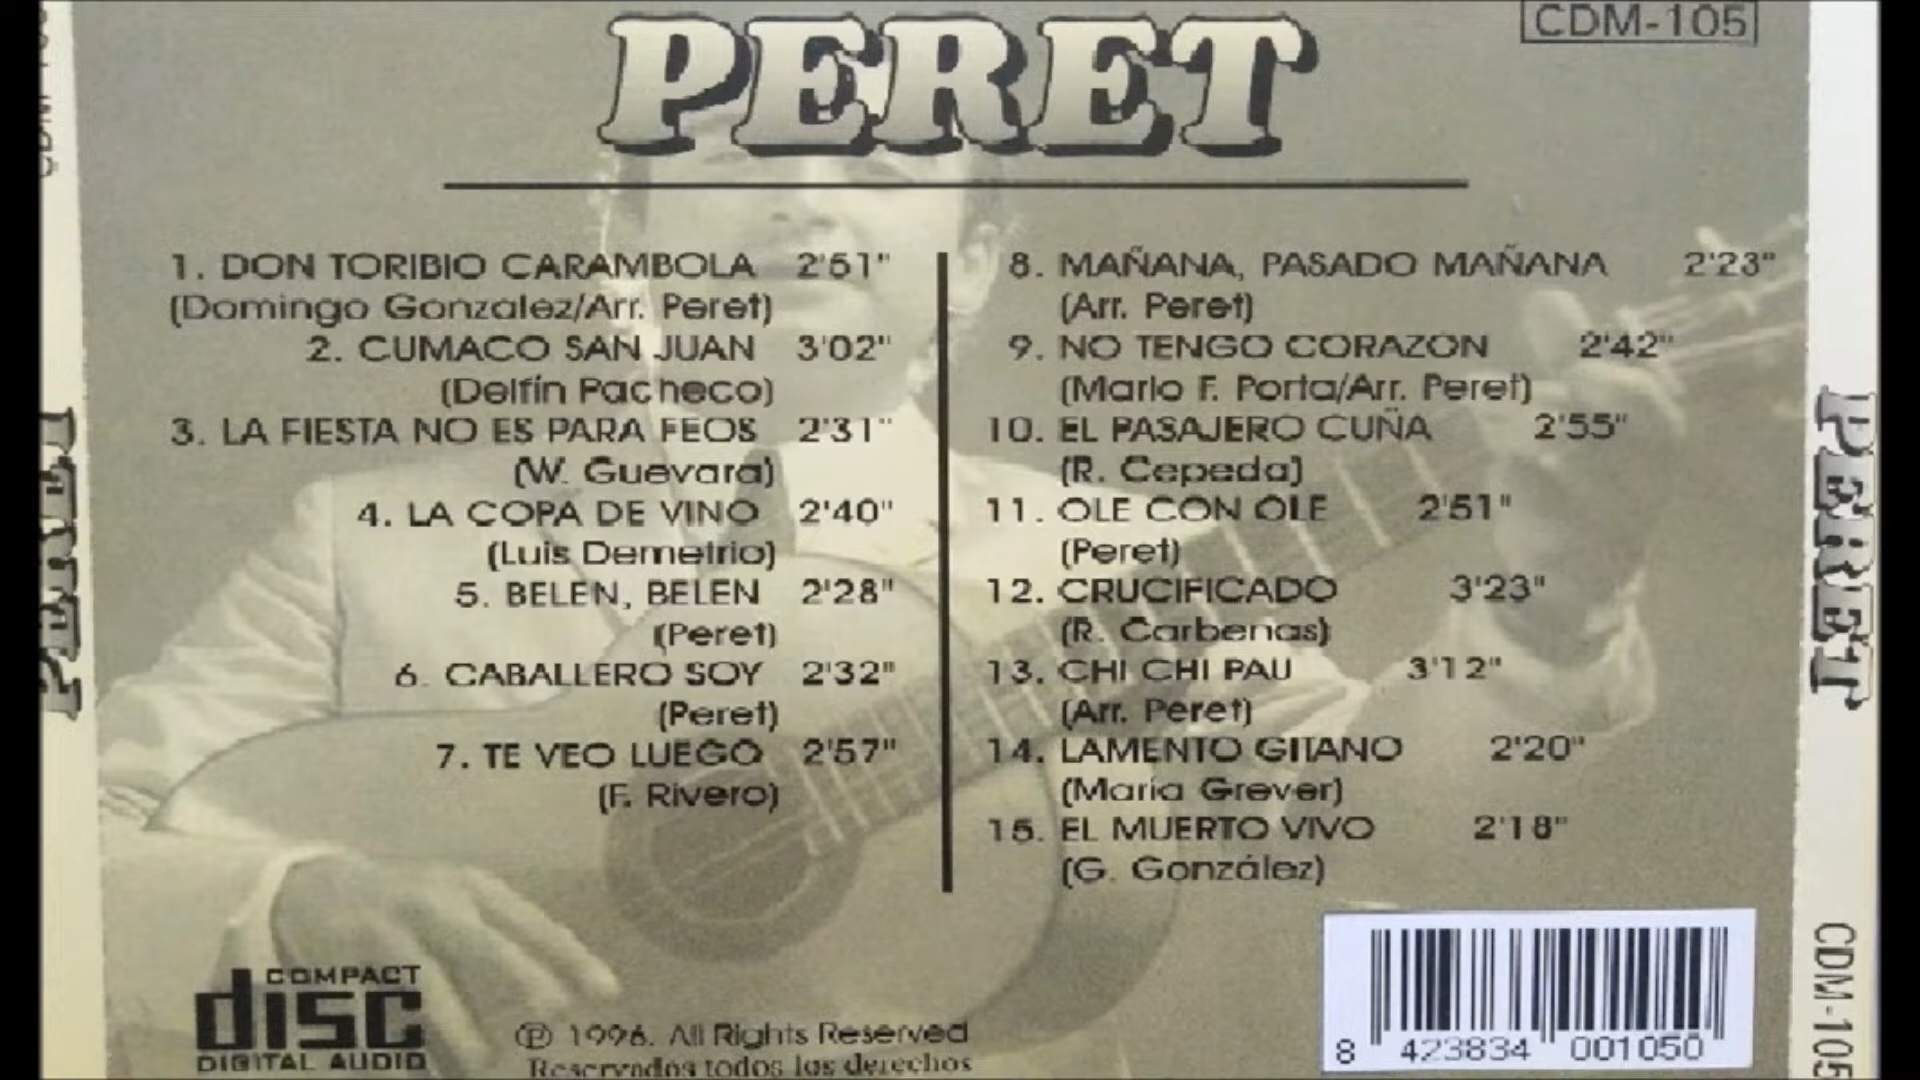 PERET
CDM-105
1. DON TORIBIO CARAMBOLA 2'51"
(Domingo Gonzalez/Arr. Peret)
2. CUMACO SAN JUAN 3'02"
(Delfín Pacheco)
3. LA FIESTA NO ES PARA FEOS 2'31"
(W. Guevara)
4. LA COPA DE VINO 2'40"
(Luis Demetrio)
5. BELEN, BELEN 2'28"
(Peret)
6. CABALLERO SOY 2'32"
(Peret)
7. TE VEO LUEGO 2'57"
(F. Rivero)
8. MAÑANA, PASADO MAÑANA 2'23"
(Arr. Peret)
9. NO TENGO CORAZON 2'42"
(Mario F. Porta/Arr. Peret)
10. EL PASAJERO CUÑA 2'55"
(R. Cepeda)
11. OLE CON OLE 2'51"
(Peret)
12. CRUCIFICADO 3'23"
(R. Carbenas)
13. CHI CHI PAU 3'12"
(Arr. Peret)
14. LAMENTO GITANO 2'20"
(María Grever)
15. EL MUERTO VIVO 2'18"
(G. González)
COMPACT
disc
DIGITAL AUDIO
℗ 1996. All Rights Reserved
Reservados todos los derechos
8 423834 001050
PERET
PERET
CDM-105